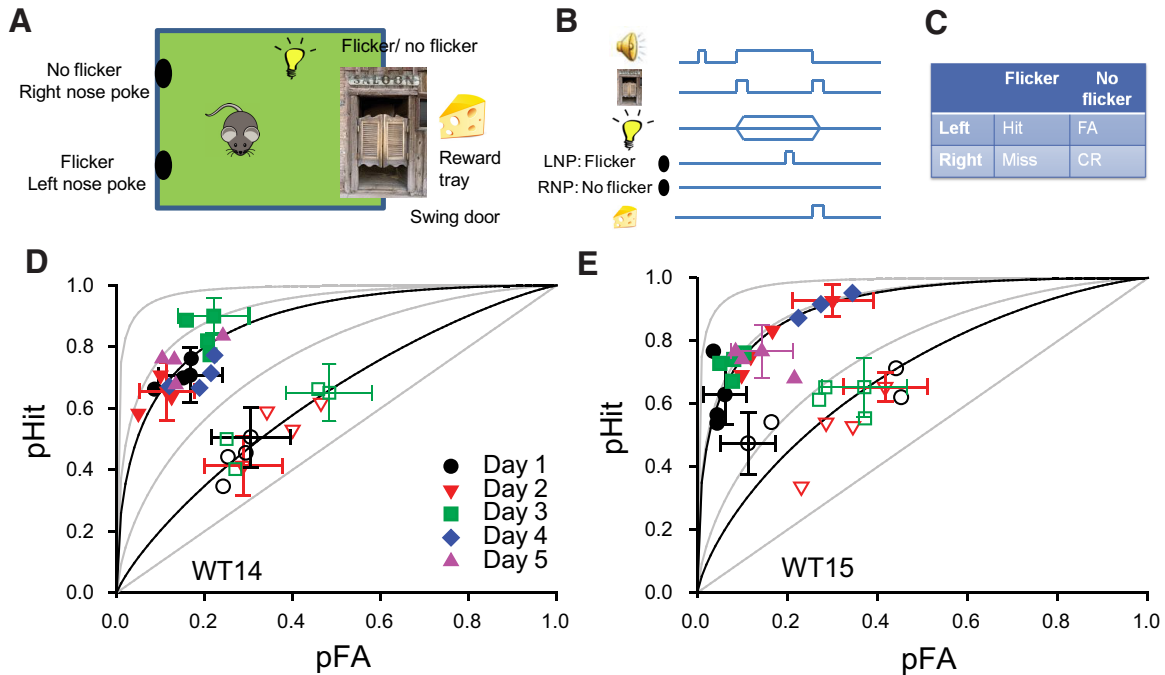 A
No flicker
Right nose poke
Flicker
Left nose poke
Flicker/ no flicker
SALOON
Reward
tray
Swing door
B
LNP: Flicker
RNP: No flicker
C
Flicker
No
flicker
Left
Hit
FA
Right
Miss
CR
D
pHit
1.0
0.8
0.6
0.4
0.2
0.0
Day 1
Day 2
Day 3
Day 4
Day 5
WT14
0.0
0.2
0.4
0.6
0.8
1.0
pFA
E
pHit
1.0
0.8
0.6
0.4
0.2
0.0
WT15
0.0
0.2
0.4
0.6
0.8
1.0
pFA